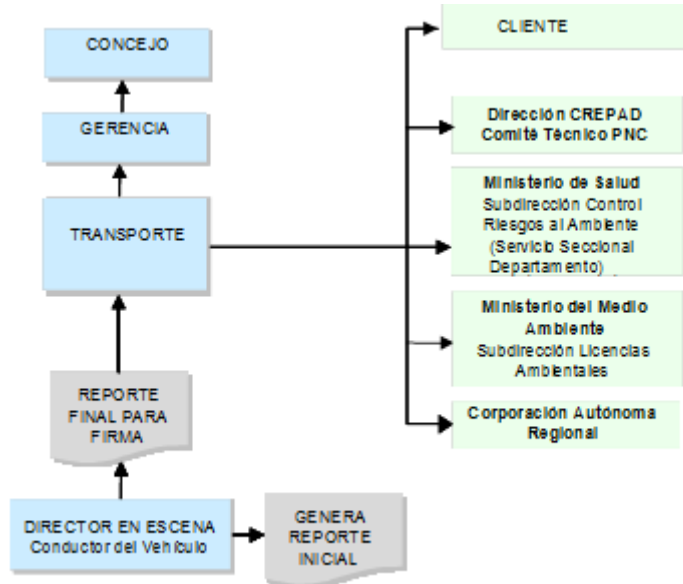 CONCEJO
GERENCIA
TRANSPORTE
REPORTE
FINAL PARA
FIRMA
DIRECTOR EN ESCENA
Conductor del Vehículo
GENERA
REPORTE
INICIAL
CLIENTE
Dirección CREPAD
Comité Técnico PNC
Ministerio de Salud
Subdirección Control
Riesgos al Ambiente
(Servicio Seccional
Departamento)
Ministerio del Medio
Ambiente
Subdirección Licencias
Ambientales
Corporación Autónoma
Regional